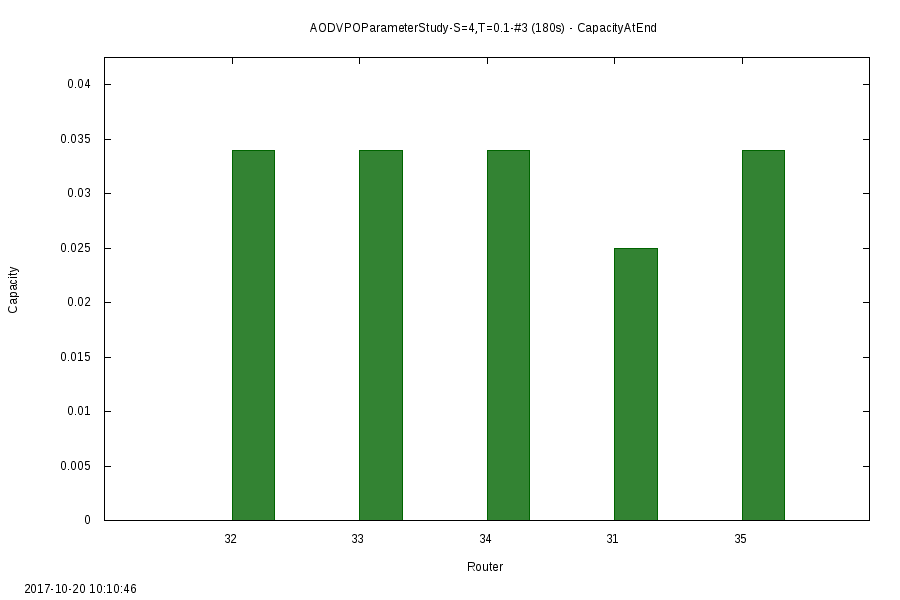 AODVPOParameterStudy-S=4,T=0.1-#3 (180s) - CapacityAtEnd
0.04
0.035
0.03
0.025
0.02
0.015
0.01
0.005
0
Capacity
32 33 34 31 35
Router
2017-10-20 10:10:46